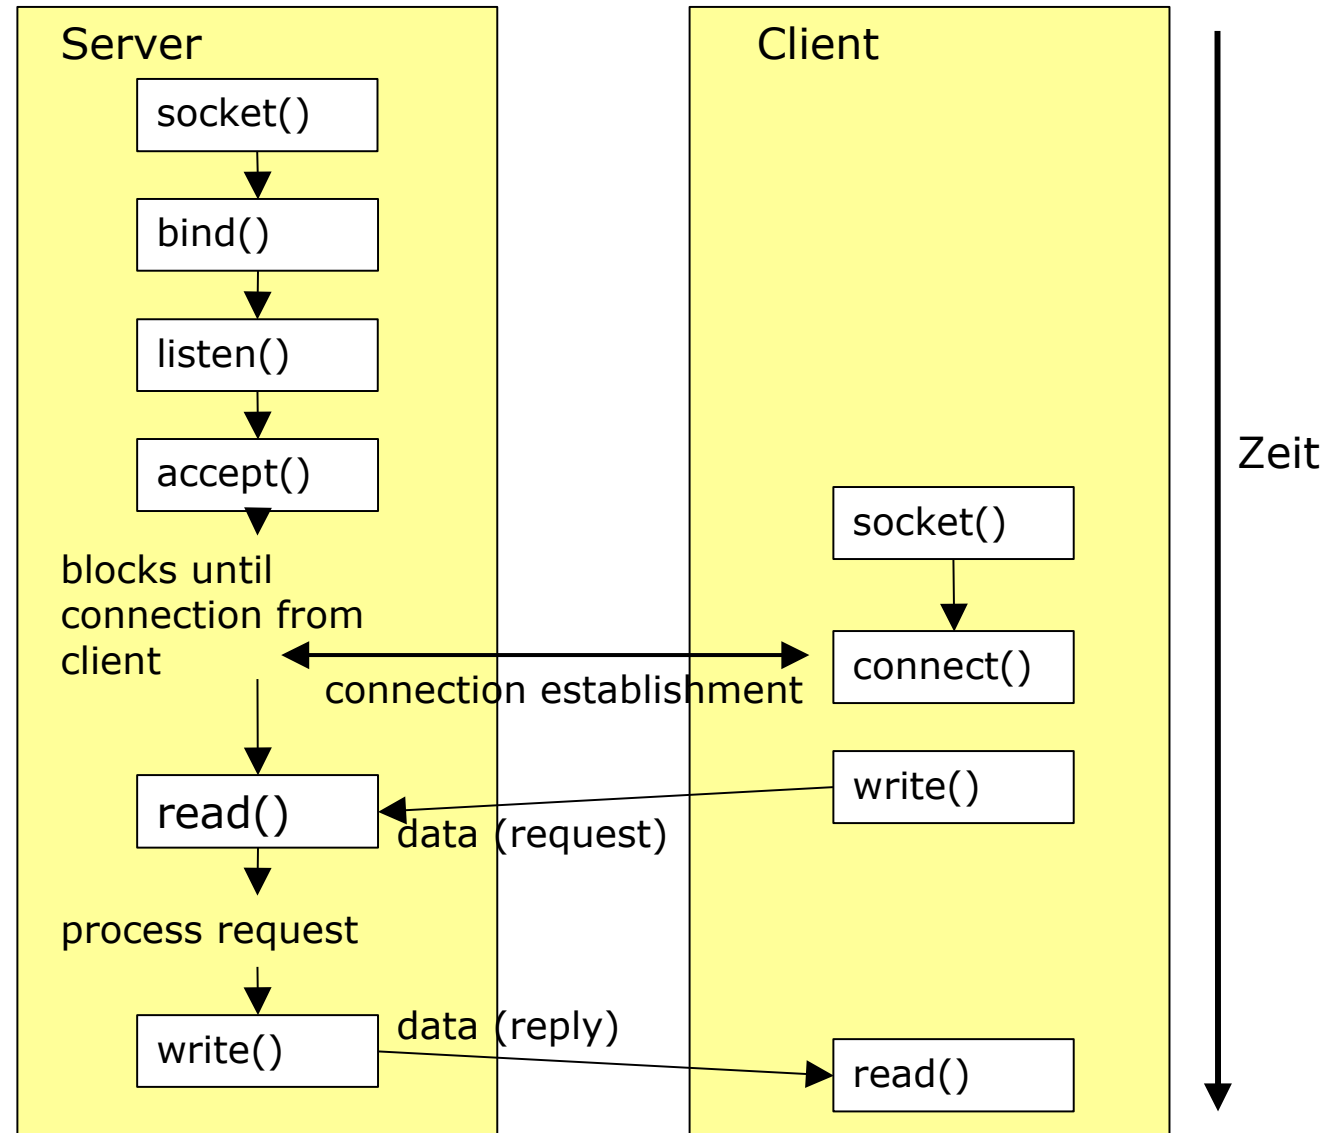 Server
socket()
bind()
listen()
accept()
blocks until
connection from
client
read()
process request
write()
connection establishment
data (request)
data (reply)
Client
socket()
connect()
write()
read()
Zeit